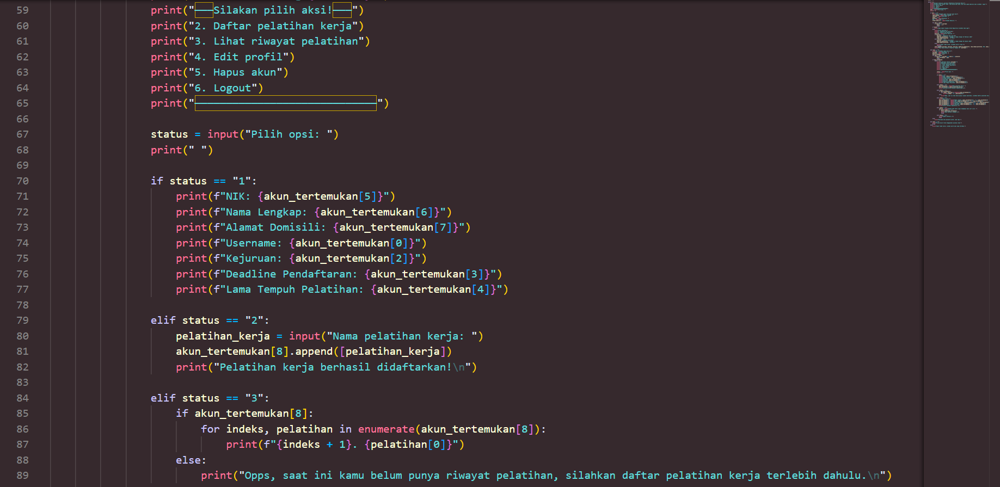 59 print("———Silakan pilih aksi!———")
60 print("2. Daftar pelatihan kerja")
61 print("3. Lihat riwayat pelatihan")
62 print("4. Edit profil")
63 print("5. Hapus akun")
64 print("6. Logout")
65 print("—————————————————————————————")
66
67 status = input("Pilih opsi: ")
68 print(" ")
69
70 if status == "1":
71 print(f"NIK: {akun_tertemukan[5]}")
72 print(f"Nama Lengkap: {akun_tertemukan[6]}")
73 print(f"Alamat Domisili: {akun_tertemukan[7]}")
74 print(f"Username: {akun_tertemukan[0]}")
75 print(f"Kejuruan: {akun_tertemukan[2]}")
76 print(f"Deadline Pendaftaran: {akun_tertemukan[3]}")
77 print(f"Lama Tempuh Pelatihan: {akun_tertemukan[4]}")
78
79 elif status == "2":
80 pelatihan_kerja = input("Nama pelatihan kerja: ")
81 akun_tertemukan[8].append([pelatihan_kerja])
82 print("Pelatihan kerja berhasil didaftarkan!\n")
83
84 elif status == "3":
85 if akun_tertemukan[8]:
86 for indeks, pelatihan in enumerate(akun_tertemukan[8]):
87 print(f"{indeks + 1}. {pelatihan[0]}")
88 else:
89 print("Opps, saat ini kamu belum punya riwayat pelatihan, silahkan daftar pelatihan kerja terlebih dahulu.\n")